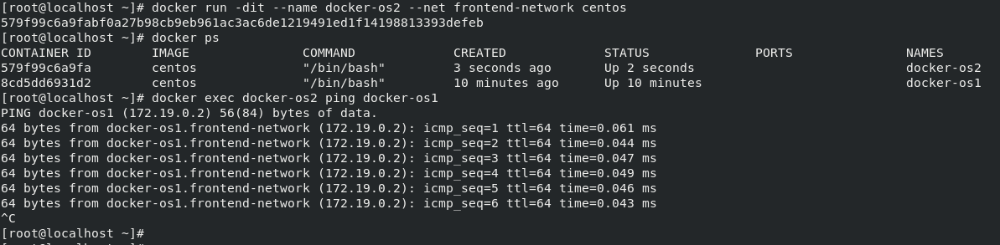 [root@localhost ~]# docker run -dit --name docker-os2 --net frontend-network centos
579f99c6a9fabf0a27b98cb9eb961ac3ac6de1219491ed1f14198813393defeb
[root@localhost ~]# docker ps
CONTAINER ID        IMAGE               COMMAND             CREATED             STATUS              PORTS               NAMES
579f99c6a9fa        centos              "/bin/bash"         3 seconds ago       Up 2 seconds                            docker-os2
8cd5dd6931d2        centos              "/bin/bash"         10 minutes ago      Up 10 minutes                           docker-os1
[root@localhost ~]# docker exec docker-os2 ping docker-os1
PING docker-os1 (172.19.0.2) 56(84) bytes of data.
64 bytes from docker-os1.frontend-network (172.19.0.2): icmp_seq=1 ttl=64 time=0.061 ms
64 bytes from docker-os1.frontend-network (172.19.0.2): icmp_seq=2 ttl=64 time=0.044 ms
64 bytes from docker-os1.frontend-network (172.19.0.2): icmp_seq=3 ttl=64 time=0.047 ms
64 bytes from docker-os1.frontend-network (172.19.0.2): icmp_seq=4 ttl=64 time=0.049 ms
64 bytes from docker-os1.frontend-network (172.19.0.2): icmp_seq=5 ttl=64 time=0.046 ms
64 bytes from docker-os1.frontend-network (172.19.0.2): icmp_seq=6 ttl=64 time=0.043 ms
^C
[root@localhost ~]#